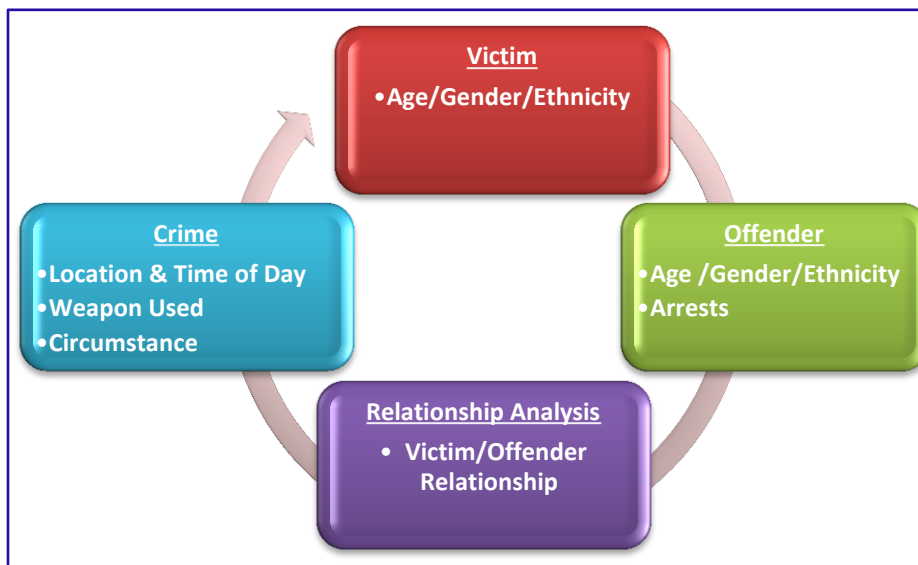 Victim
•Age/Gender/Ethnicity
Offender
•Age /Gender/Ethnicity
•Arrests
Relationship Analysis
• Victim/Offender
Relationship
Crime
•Location & Time of Day
•Weapon Used
•Circumstance